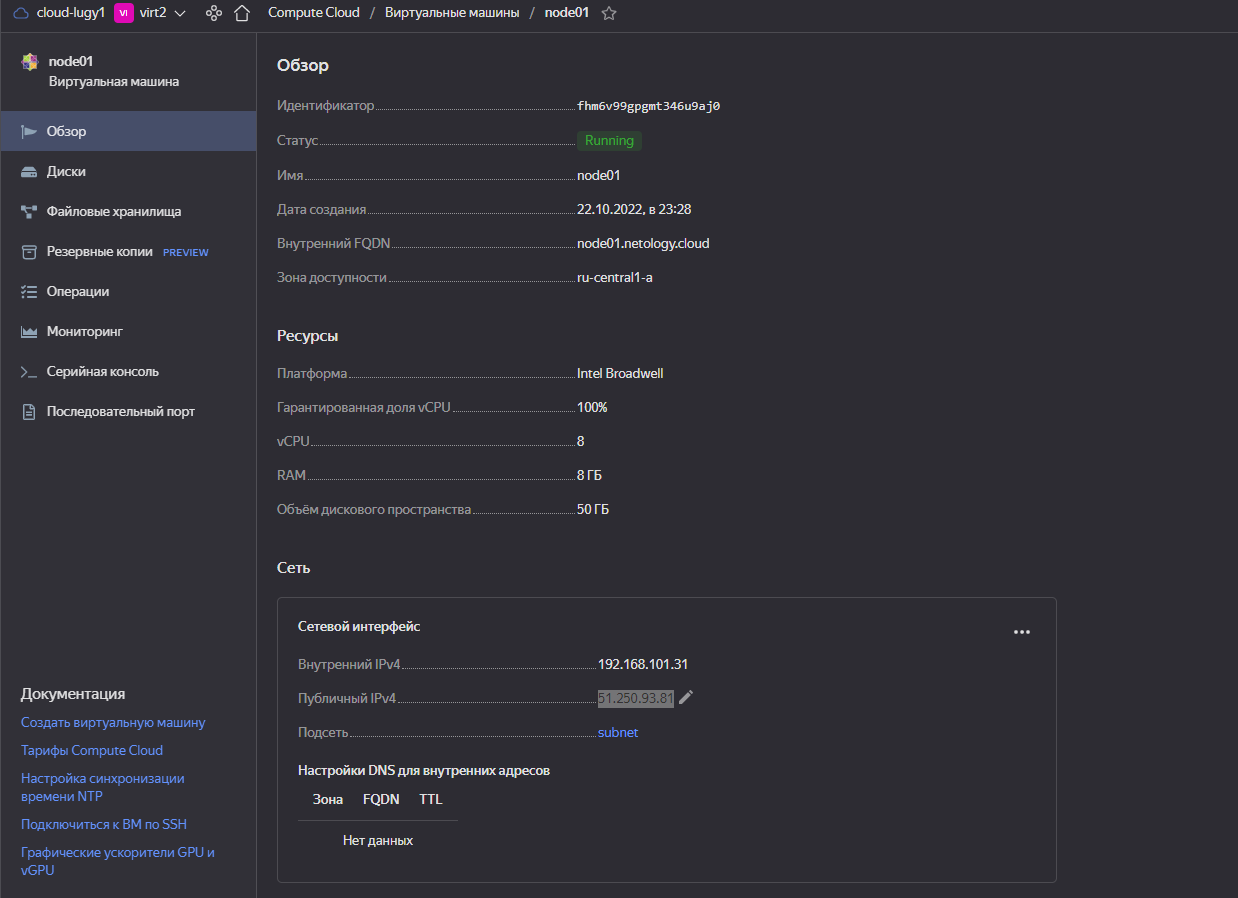 cloud-lugy1 VI virt2 Compute Cloud / Виртуальные машины / node01
node01
Виртуальная машина
Обзор
Диски
Файловые хранилища
Резервные копии PREVIEW
Операции
Мониторинг
Серийная консоль
Последовательный порт
Документация
Создать виртуальную машину
Тарифы Compute Cloud
Настройка синхронизации
времени NTP
Подключиться к ВМ по SSH
Графические ускорители GPU и
vGPU
Обзор
Идентификатор fhm6v99gpgmt346u9aj0
Статус Running
Имя node01
Дата создания 22.10.2022, в 23:28
Внутренний FQDN node01.netology.cloud
Зона доступности ru-central1-a
Ресурсы
Платформа Intel Broadwell
Гарантированная доля vCPU 100%
vCPU 8
RAM 8 ГБ
Объём дискового пространства 50 ГБ
Сеть
Сетевой интерфейс
Внутренний IPv4 192.168.101.31
Публичный IPv4 51.250.93.81
Подсеть subnet
Настройки DNS для внутренних адресов
Зона FQDN TTL
Нет данных